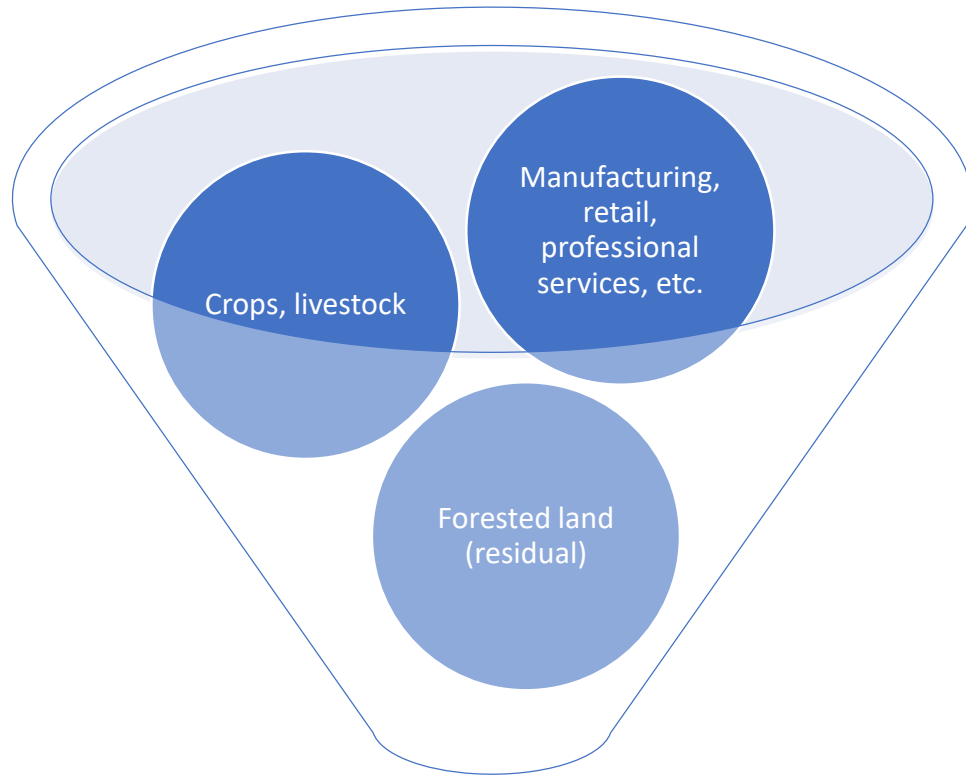 Manufacturing,
retail,
professional
services, etc.
Crops, livestock
Forested land
(residual)